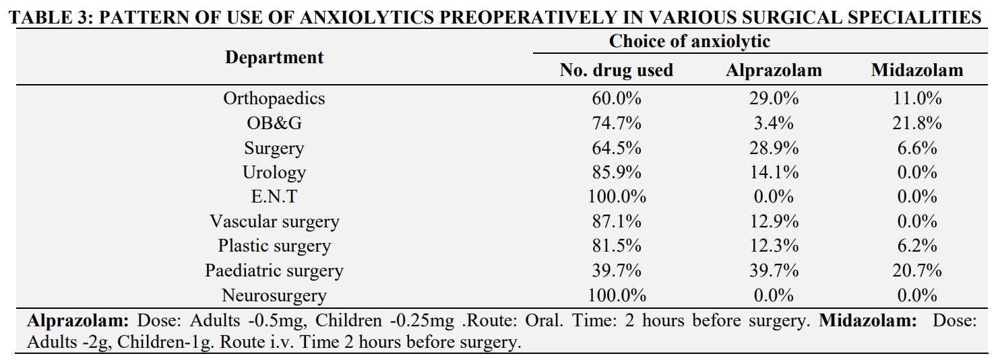 TABLE 3: PATTERN OF USE OF ANXIOLYTICS PREOPERATIVELY IN VARIOUS SURGICAL SPECIALITIES
Department
Choice of anxiolytic
No. drug used Alprazolam Midazolam
Orthopaedics 60.0% 29.0% 11.0%
OB&G 74.7% 3.4% 21.8%
Surgery 64.5% 28.9% 6.6%
Urology 85.9% 14.1% 0.0%
E.N.T 100.0% 0.0% 0.0%
Vascular surgery 87.1% 12.9% 0.0%
Plastic surgery 81.5% 12.3% 6.2%
Paediatric surgery 39.7% 39.7% 20.7%
Neurosurgery 100.0% 0.0% 0.0%
Alprazolam: Dose: Adults -0.5mg, Children -0.25mg .Route: Oral. Time: 2 hours before surgery. Midazolam: Dose:
Adults -2g, Children-1g. Route i.v. Time 2 hours before surgery.